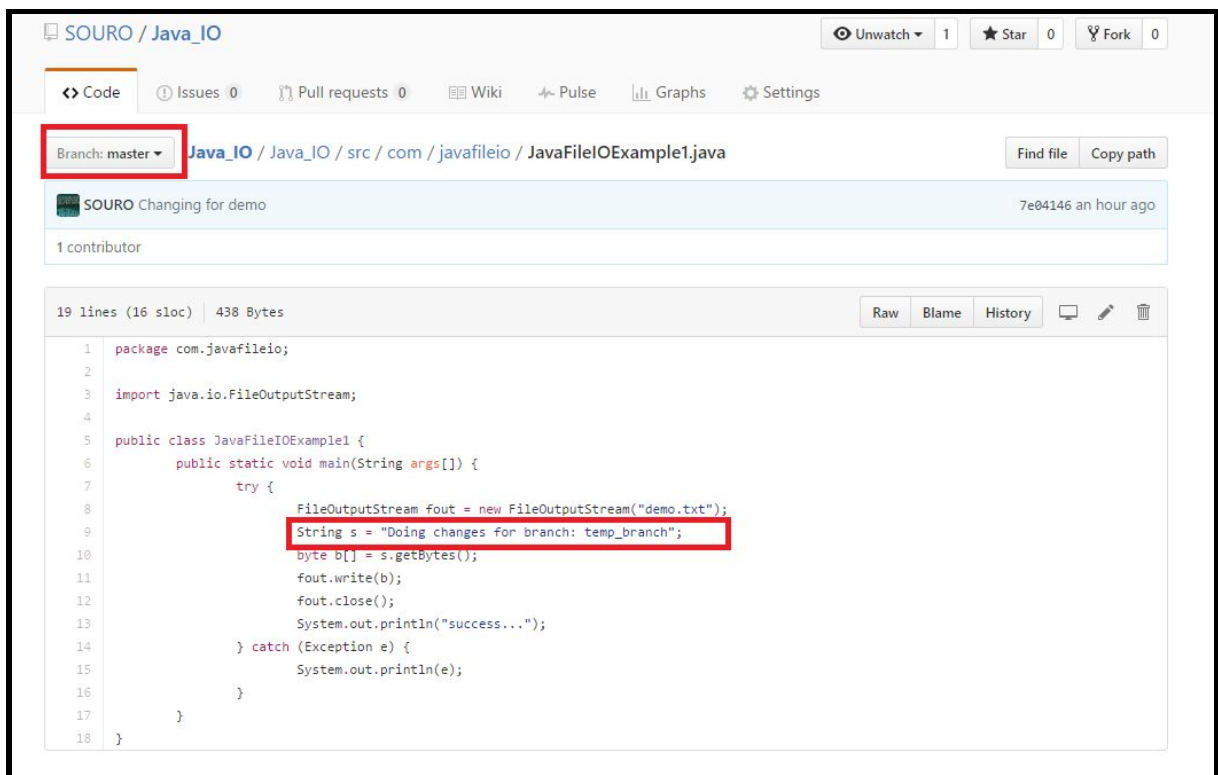 SOURO / Java_IO
Unwatch 1 Star 0 Fork 0
Code Issues 0 Pull requests 0 Wiki Pulse Graphs Settings
Branch: master Java_IO / Java_IO / src / com / javafileio / JavaFileIOExample1.java Find file Copy path
SOURO Changing for demo 7e04146 an hour ago
1 contributor
19 lines (16 sloc) 438 Bytes Raw Blame History
1 package com.javafileio;
2
3 import java.io.FileOutputStream;
4
5 public class JavaFileIOExample1 {
6 public static void main(String args[]) {
7 try {
8 FileOutputStream fout = new FileOutputStream("demo.txt");
9 String s = "Doing changes for branch: temp_branch";
10 byte b[] = s.getBytes();
11 fout.write(b);
12 fout.close();
13 System.out.println("success...");
14 } catch (Exception e) {
15 System.out.println(e);
16 }
17 }
18 }